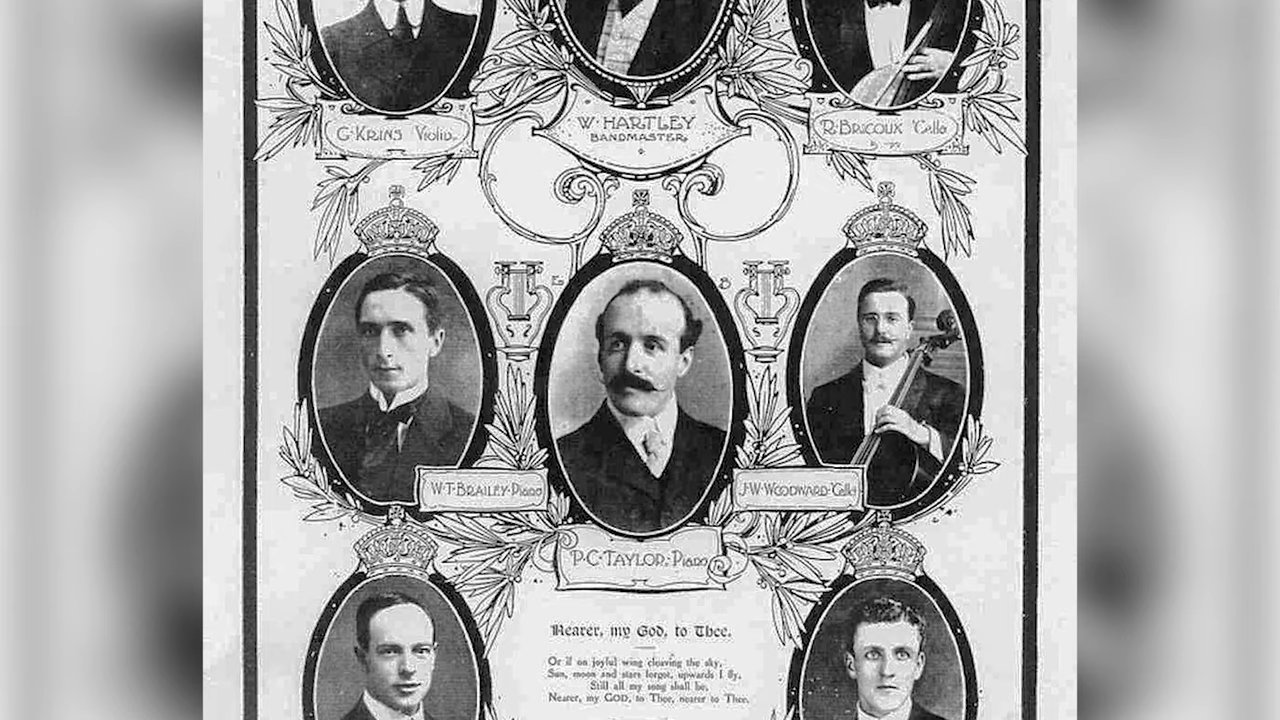 G. KRINS Violin.
W. HARTLEY
BANDMASTER.
R. BRICOUX 'Cello
W. T. BRAILEY. Piano
J. W. WOODWARD. 'Cello
P. C. TAYLOR. Piano
Nearer, my God, to Thee.
Or if on joyful wing cleaving the sky,
Sun, moon and stars forgot, upwards I fly,
Still all my song shall be,
Nearer, my GOD, to Thee, nearer to Thee.